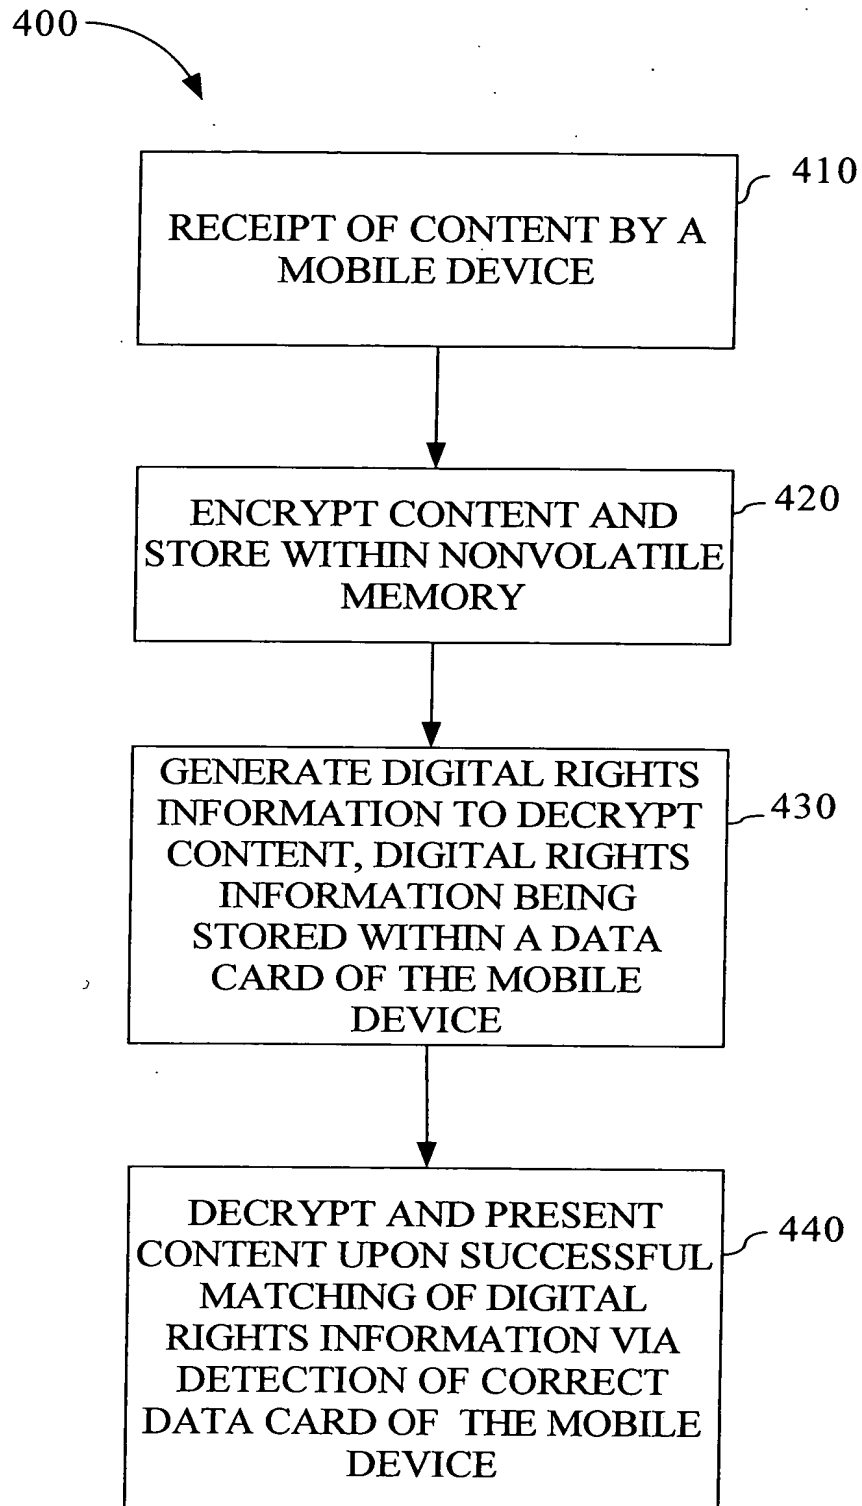 400
410
RECEIPT OF CONTENT BY A
MOBILE DEVICE
420
ENCRYPT CONTENT AND
STORE WITHIN NONVOLATILE
MEMORY
430
GENERATE DIGITAL RIGHTS
INFORMATION TO DECRYPT
CONTENT, DIGITAL RIGHTS
INFORMATION BEING
STORED WITHIN A DATA
CARD OF THE MOBILE
DEVICE
440
DECRYPT AND PRESENT
CONTENT UPON SUCCESSFUL
MATCHING OF DIGITAL
RIGHTS INFORMATION VIA
DETECTION OF CORRECT
DATA CARD OF THE MOBILE
DEVICE